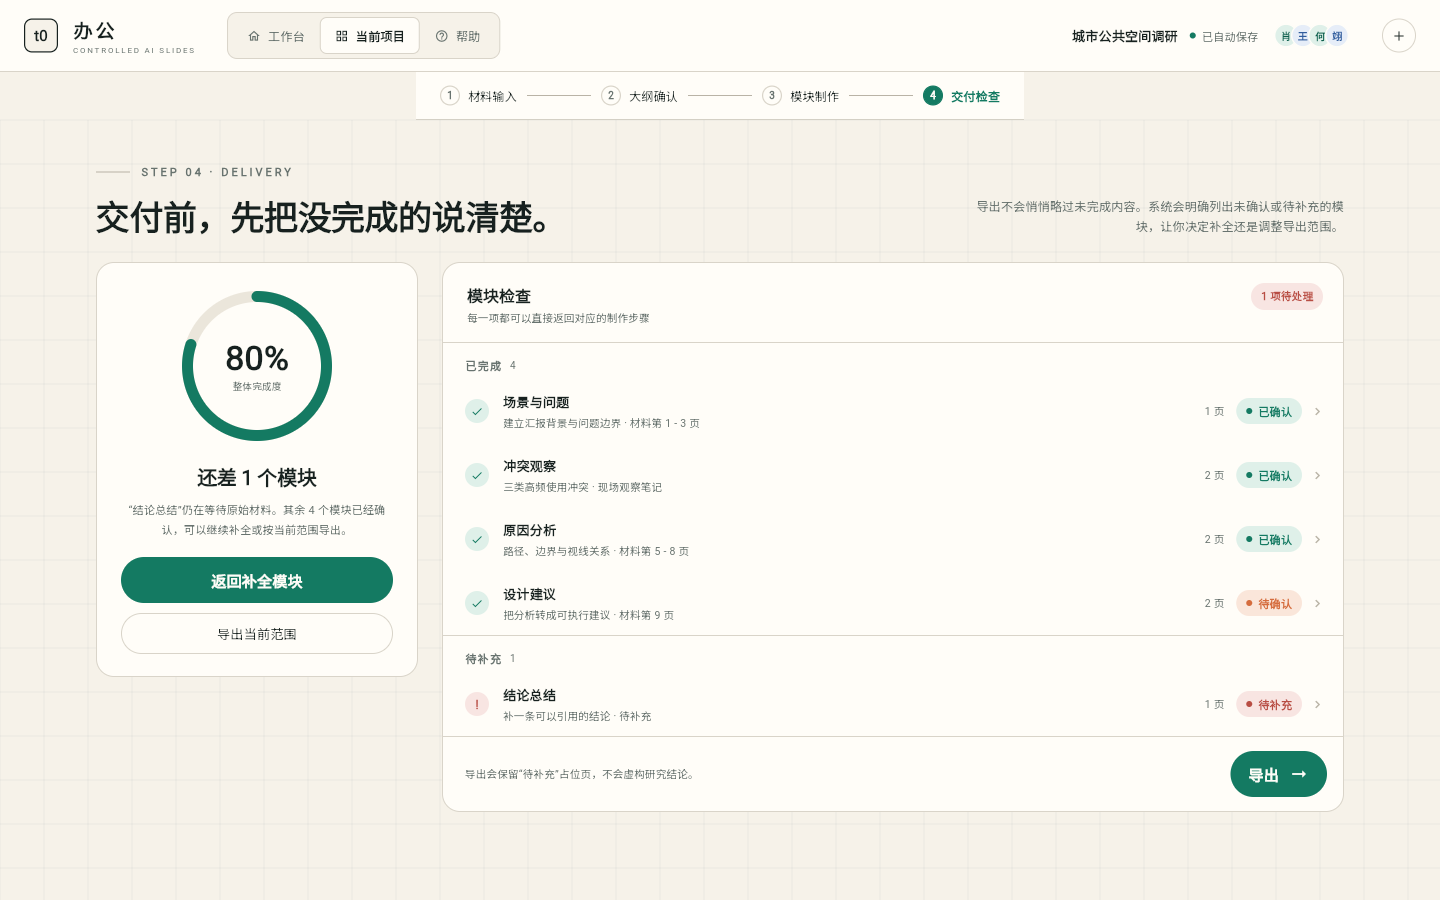 t0
办公
CONTROLLED AI SLIDES
工作台
当前项目
帮助
城市公共空间调研
已自动保存
肖 王 何 翊
1 材料输入
2 大纲确认
3 模块制作
4 交付检查
STEP 04 · DELIVERY
交付前，先把没完成的说清楚。
导出不会悄悄略过未完成内容。系统会明确列出未确认或待补充的模
块，让你决定补全还是调整导出范围。
80%
整体完成度
还差 1 个模块
“结论总结”仍在等待原始材料。其余 4 个模块已经确
认，可以继续补全或按当前范围导出。
返回补全模块
导出当前范围
模块检查
每一项都可以直接返回对应的制作步骤
1 项待处理
已完成 4
场景与问题
建立汇报背景与问题边界 · 材料第 1 - 3 页
1 页
已确认
冲突观察
三类高频使用冲突 · 现场观察笔记
2 页
已确认
原因分析
路径、边界与视线关系 · 材料第 5 - 8 页
2 页
已确认
设计建议
把分析转成可执行建议 · 材料第 9 页
2 页
待确认
待补充 1
结论总结
补一条可以引用的结论 · 待补充
1 页
待补充
导出会保留“待补充”占位页，不会虚构研究结论。
导出 →